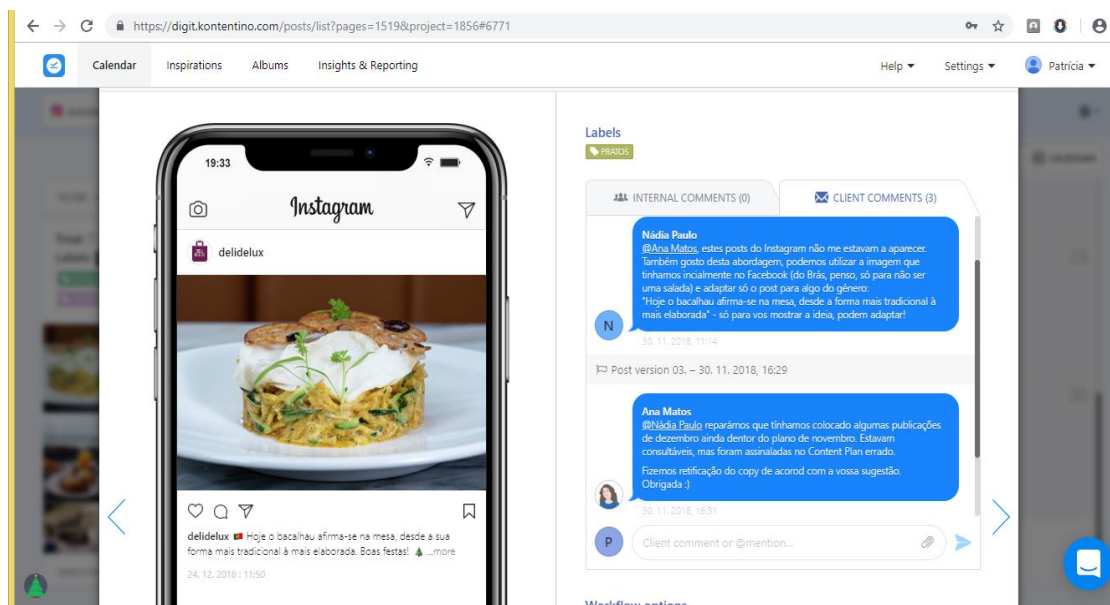 https://digit.kontentino.com/posts/list?pages=1519&project=1856#6771
Calendar Inspirations Albums Insights & Reporting Help Settings Patrícia
19:33
Instagram
delidelux
delidelux Hoje o bacalhau afirma-se na mesa, desde a sua
forma mais tradicional à mais elaborada. Boas festas! ...more
24. 12. 2018 : 11:50
Labels
PRATOS
INTERNAL COMMENTS (0) CLIENT COMMENTS (3)
Nádia Paulo
@Ana Matos, estes posts do Instagram não me estavam a aparecer.
Também gosto desta abordagem, podemos utilizar a imagem que
tinhamos incialmente no Facebook (do Brás, penso, só para não ser
uma salada) e adaptar só o post para algo do género:
"Hoje o bacalhau afirma-se na mesa, desde a forma mais tradicional à
mais elaborada" - só para vos mostrar a ideia, podem adaptar!
N
30. 11. 2018, 11:14
Post version 03. – 30. 11. 2018, 16:29
Ana Matos
@Nádia Paulo reparámos que tínhamos colocado algumas publicações
de dezembro ainda dentor do plano de novembro. Estavam
consultáveis, mas foram assinaladas no Content Plan errado.
Fizemos retificação do copy de acorod com a vossa sugestão.
Obrigada :)
30. 11. 2018, 16:31
P
Client comment or @mention...
Workflow options